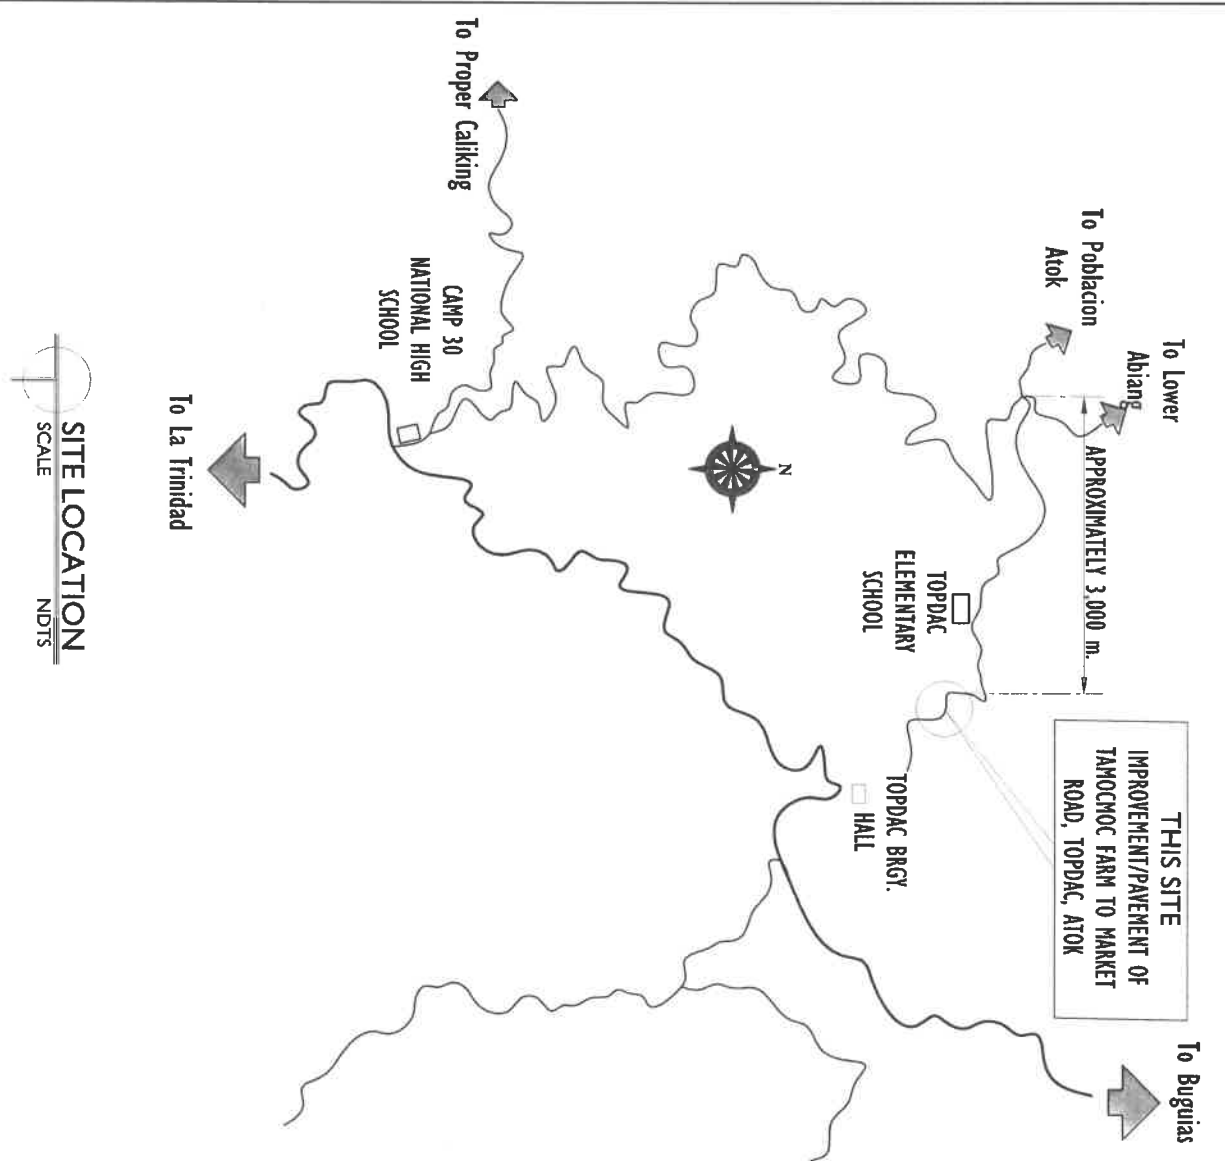 To Lower
Abiang
To Poblacion
Atok
APPROXIMATELY 3,000 m.
THIS SITE
IMPROVEMENT/PAVEMENT OF
TAMOCMOC FARM TO MARKET
ROAD, TOPDAC, ATOK
To Buguias
TOPDAC
ELEMENTARY
SCHOOL
TOPDAC BRGY.
HALL
N
To Proper Caliking
CAMP 30
NATIONAL HIGH
SCHOOL
To La Trinidad
SITE LOCATION
SCALE NDTS